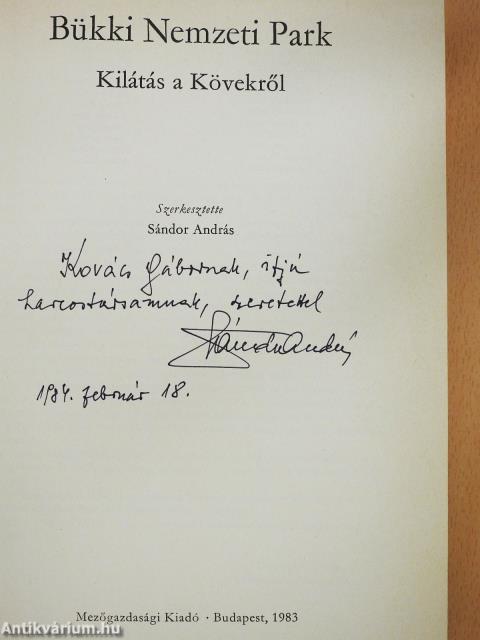 Bükki Nemzeti Park
Kilátás a Kövekről
Szerkesztette
Sándor András
Kovács Gábornak, ifjú
harcostársamnak, szeretettel
Sándor András
1984. február 18.
Mezőgazdasági Kiadó · Budapest, 1983
Antikvárium.hu